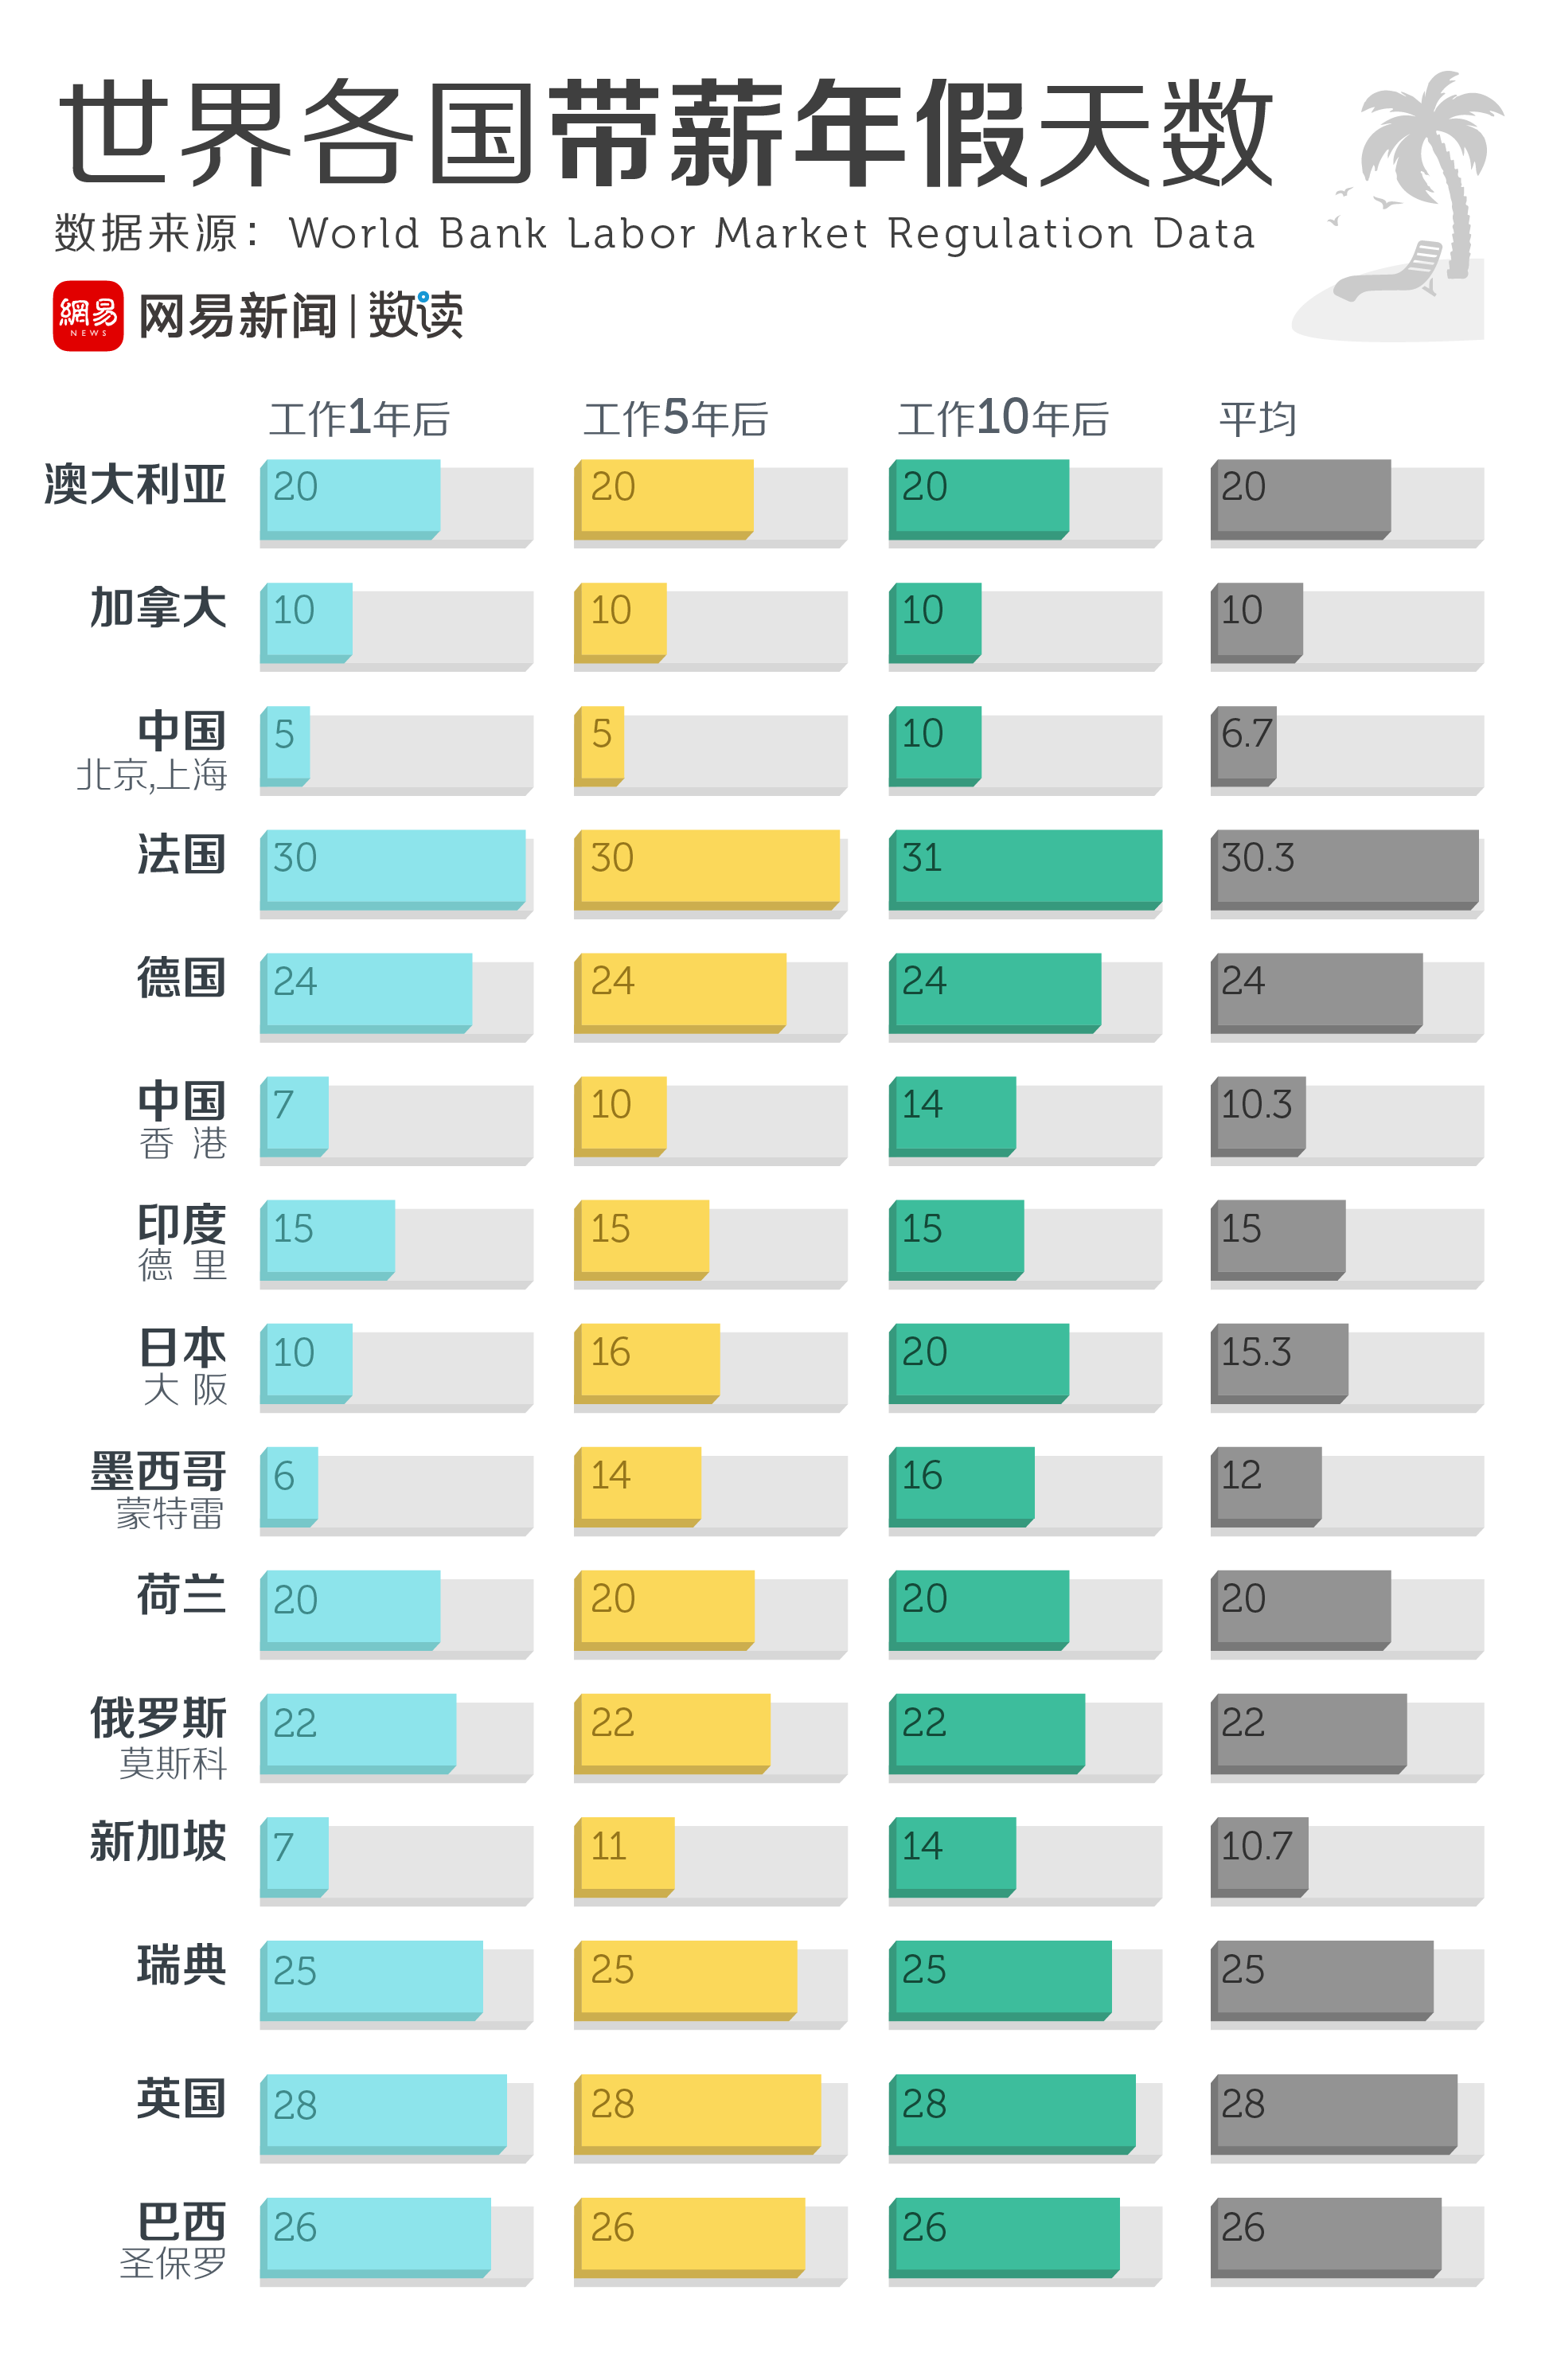 世界各国带薪年假天数
数据来源：World Bank Labor Market Regulation Data
網易 NEWS 网易新闻|数读
工作1年后 工作5年后 工作10年后 平均
澳大利亚 20 20 20 20
加拿大 10 10 10 10
中国 5 5 10 6.7
北京,上海
法国 30 30 31 30.3
德国 24 24 24 24
中国 7 10 14 10.3
香 港
印度 15 15 15 15
德 里
日本 10 16 20 15.3
大 阪
墨西哥 6 14 16 12
蒙特雷
荷兰 20 20 20 20
俄罗斯 22 22 22 22
莫斯科
新加坡 7 11 14 10.7
瑞典 25 25 25 25
英国 28 28 28 28
巴西 26 26 26 26
圣保罗